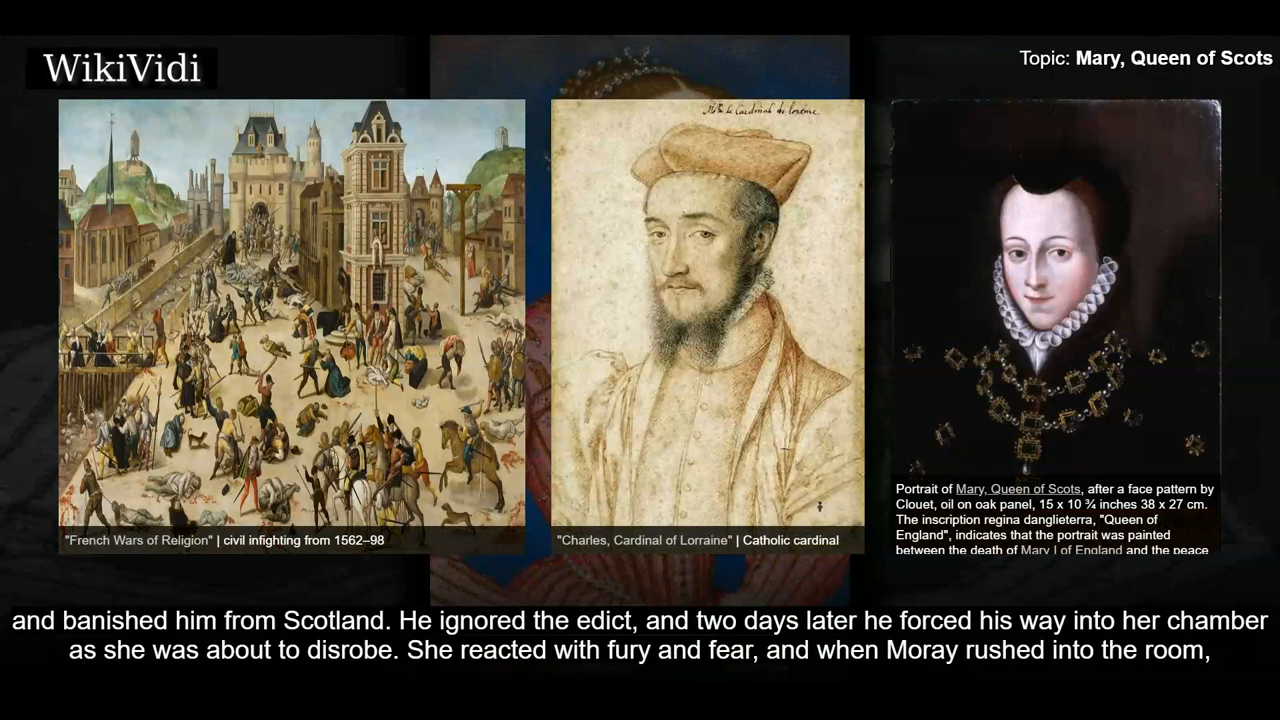 WikiVidi
Topic: Mary, Queen of Scots
Mr le Cardinal de lorene
"French Wars of Religion" | civil infighting from 1562–98
"Charles, Cardinal of Lorraine" | Catholic cardinal
Portrait of Mary, Queen of Scots, after a face pattern by
Clouet, oil on oak panel, 15 x 10 ¾ inches 38 x 27 cm.
The inscription regina danglieterra, "Queen of
England", indicates that the portrait was painted
between the death of Mary I of England and the peace
and banished him from Scotland. He ignored the edict, and two days later he forced his way into her chamber
as she was about to disrobe. She reacted with fury and fear, and when Moray rushed into the room,